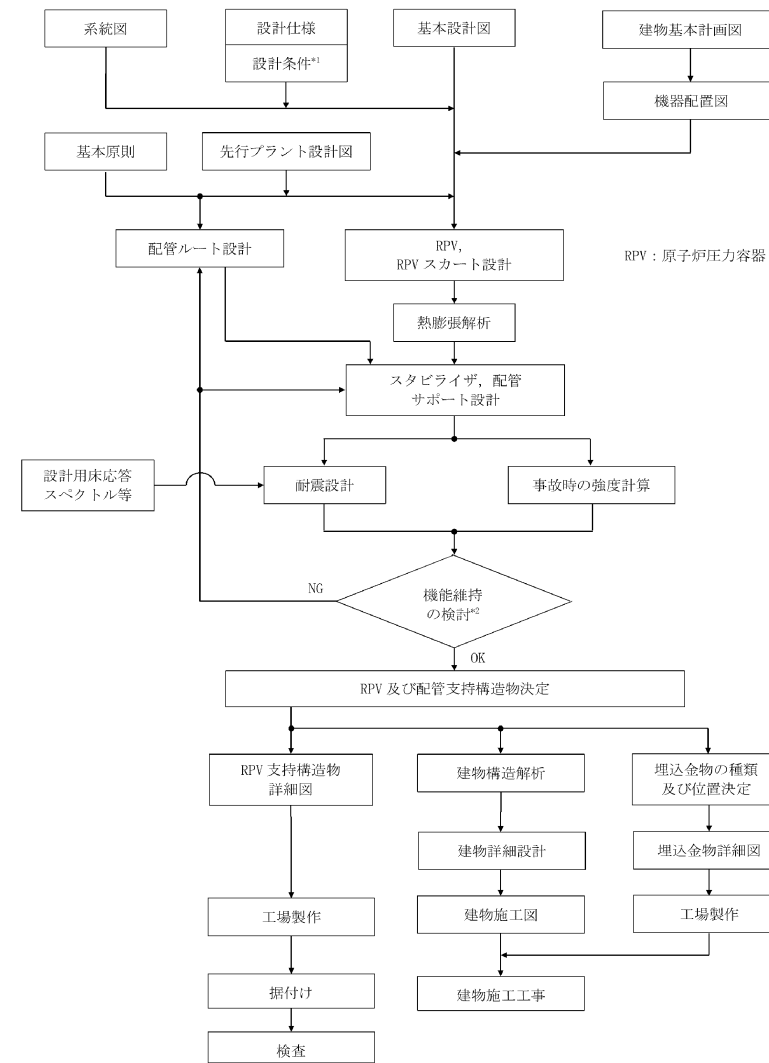 系統図
設計仕様
設計条件*1
基本設計図
建物基本計画図
機器配置図
基本原則
先行プラント設計図
配管ルート設計
RPV,
RPV スカート設計
RPV：原子炉圧力容器
熱膨張解析
スタビライザ，配管
サポート設計
設計用床応答
スペクトル等
耐震設計
事故時の強度計算
NG
機能維持
の検討*2
OK
RPV 及び配管支持構造物決定
RPV 支持構造物
詳細図
建物構造解析
埋込金物の種類
及び位置決定
建物詳細設計
埋込金物詳細図
工場製作
建物施工図
工場製作
据付け
建物施工工事
検査